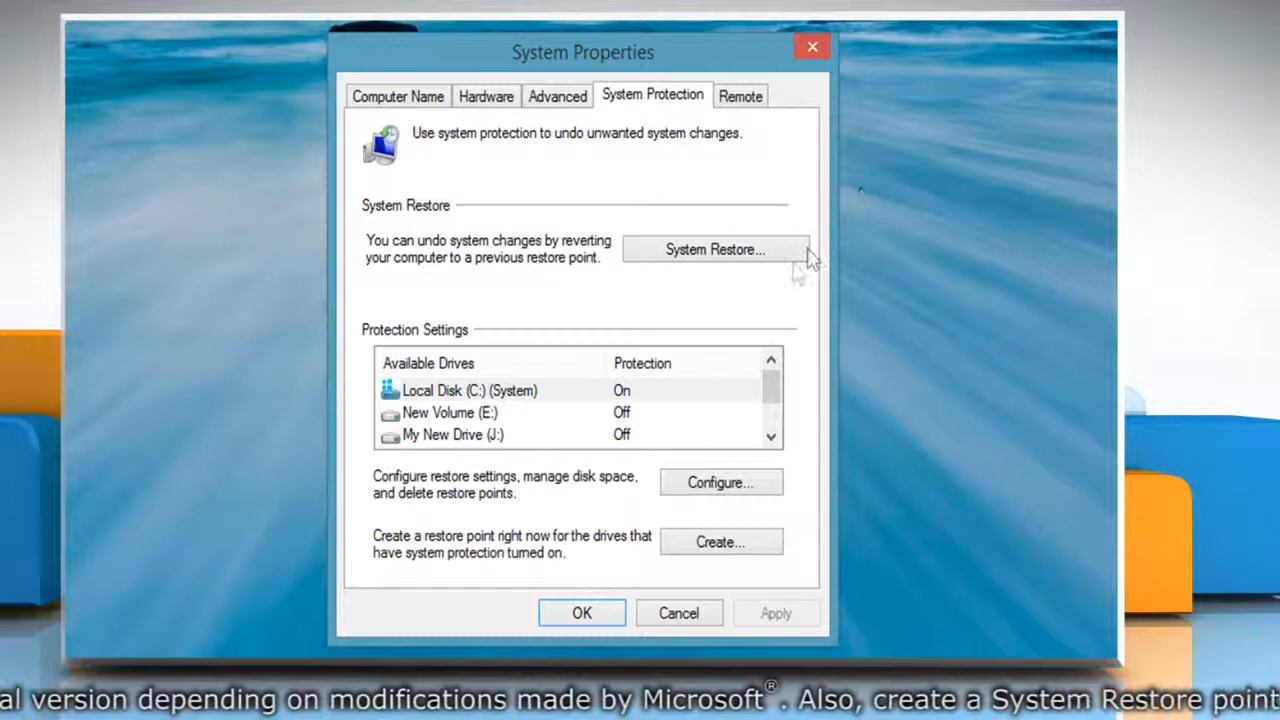 System Properties
Computer Name
Hardware
Advanced
System Protection
Remote
Use system protection to undo unwanted system changes.
System Restore
You can undo system changes by reverting
your computer to a previous restore point.
System Restore...
Protection Settings
Available Drives Protection
Local Disk (C:) (System) On
New Volume (E:) Off
My New Drive (J:) Off
Configure restore settings, manage disk space,
and delete restore points.
Configure...
Create a restore point right now for the drives that
have system protection turned on.
Create...
OK
Cancel
Apply
al version depending on modifications made by Microsoft®. Also, create a System Restore point